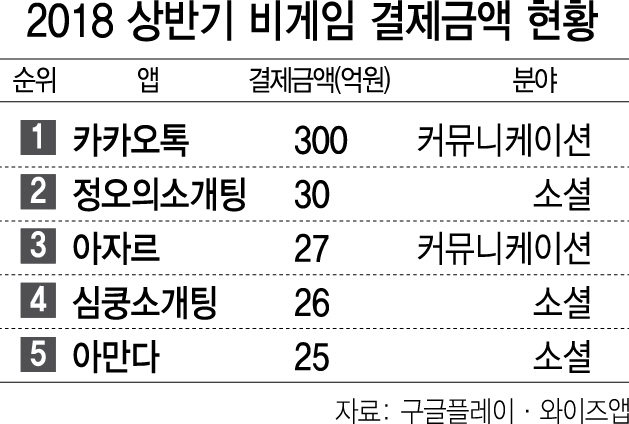 2018 상반기 비게임 결제금액 현황
순위 앱 결제금액(억원) 분야
1 카카오톡 300 커뮤니케이션
2 정오의소개팅 30 소셜
3 아자르 27 커뮤니케이션
4 심쿵소개팅 26 소셜
5 아만다 25 소셜
자료: 구글플레이 · 와이즈앱